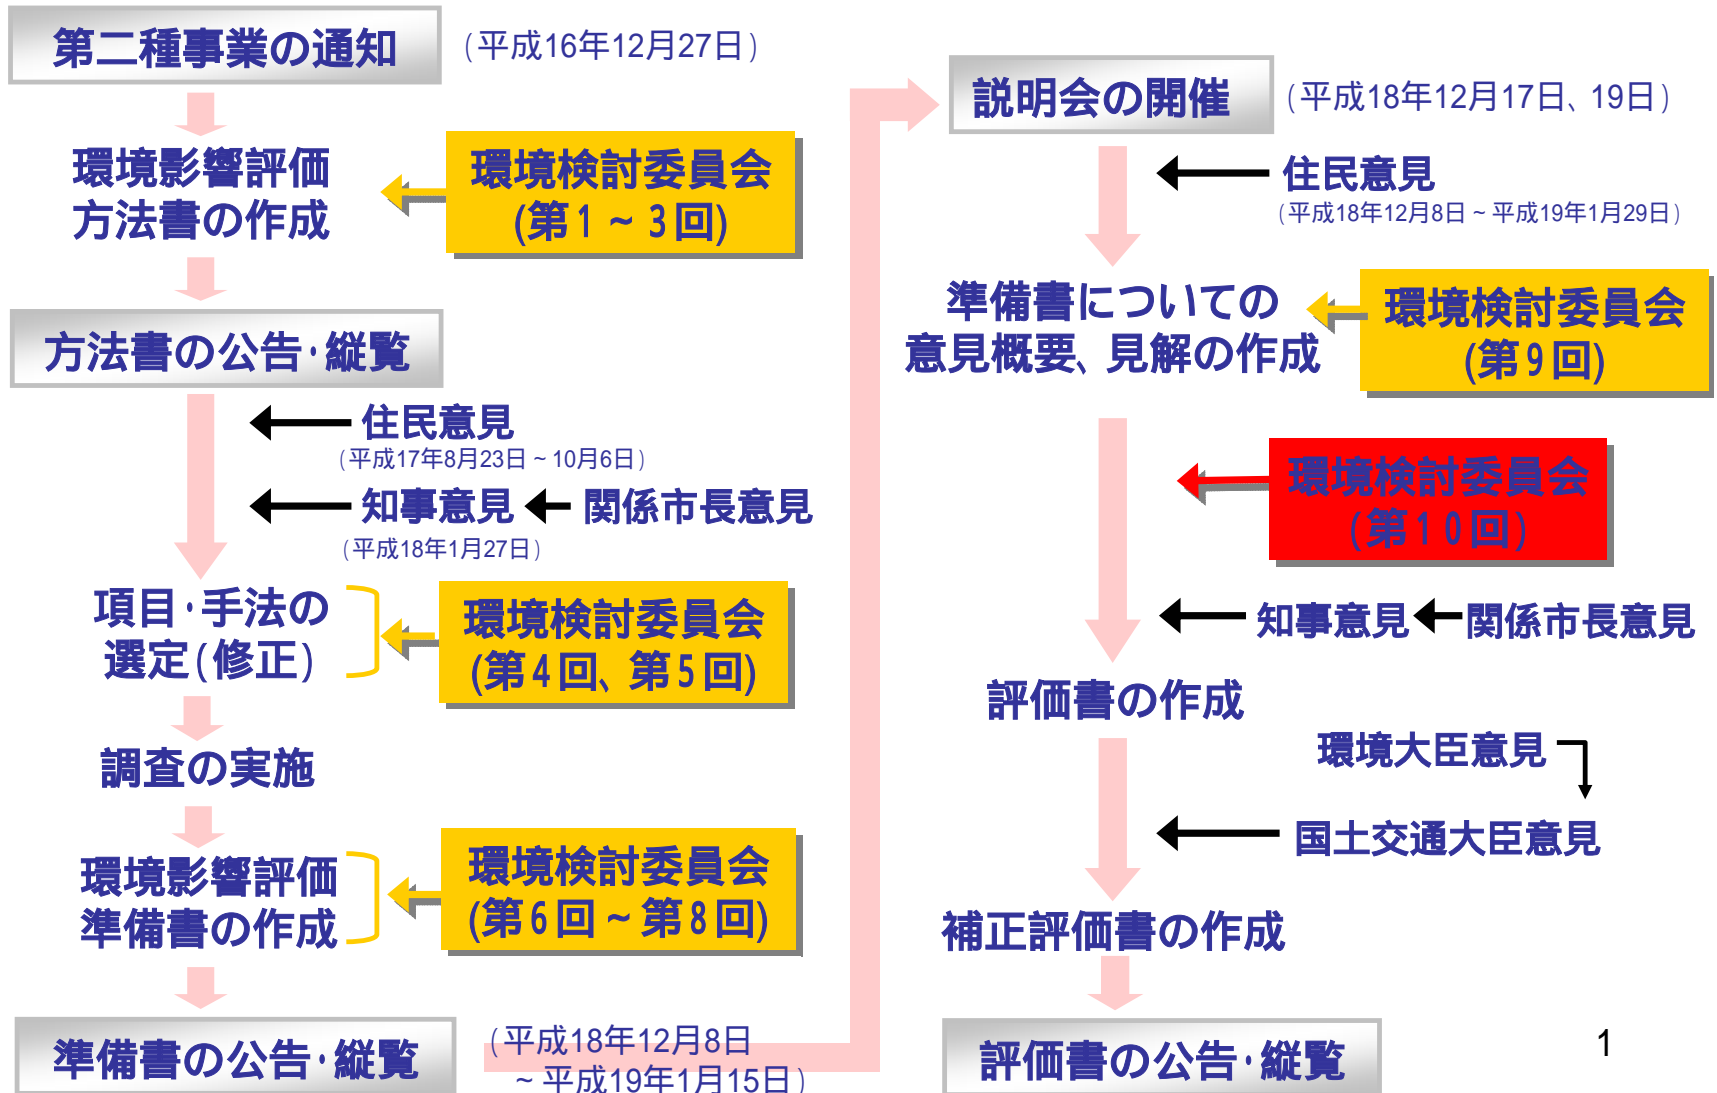 第二種事業の通知
(平成16年12月27日)
環境影響評価
方法書の作成
環境検討委員会
(第1～3回)
方法書の公告・縦覧
住民意見
(平成17年8月23日～10月6日)
知事意見
関係市長意見
(平成18年1月27日)
項目・手法の
選定(修正)
環境検討委員会
(第4回、第5回)
調査の実施
環境影響評価
準備書の作成
環境検討委員会
(第6回～第8回)
準備書の公告・縦覧
(平成18年12月8日
～平成19年1月15日)
説明会の開催
(平成18年12月17日、19日)
住民意見
(平成18年12月8日～平成19年1月29日)
準備書についての
意見概要、見解の作成
環境検討委員会
(第9回)
環境検討委員会
(第10回)
知事意見
関係市長意見
評価書の作成
環境大臣意見
国土交通大臣意見
補正評価書の作成
評価書の公告・縦覧
1